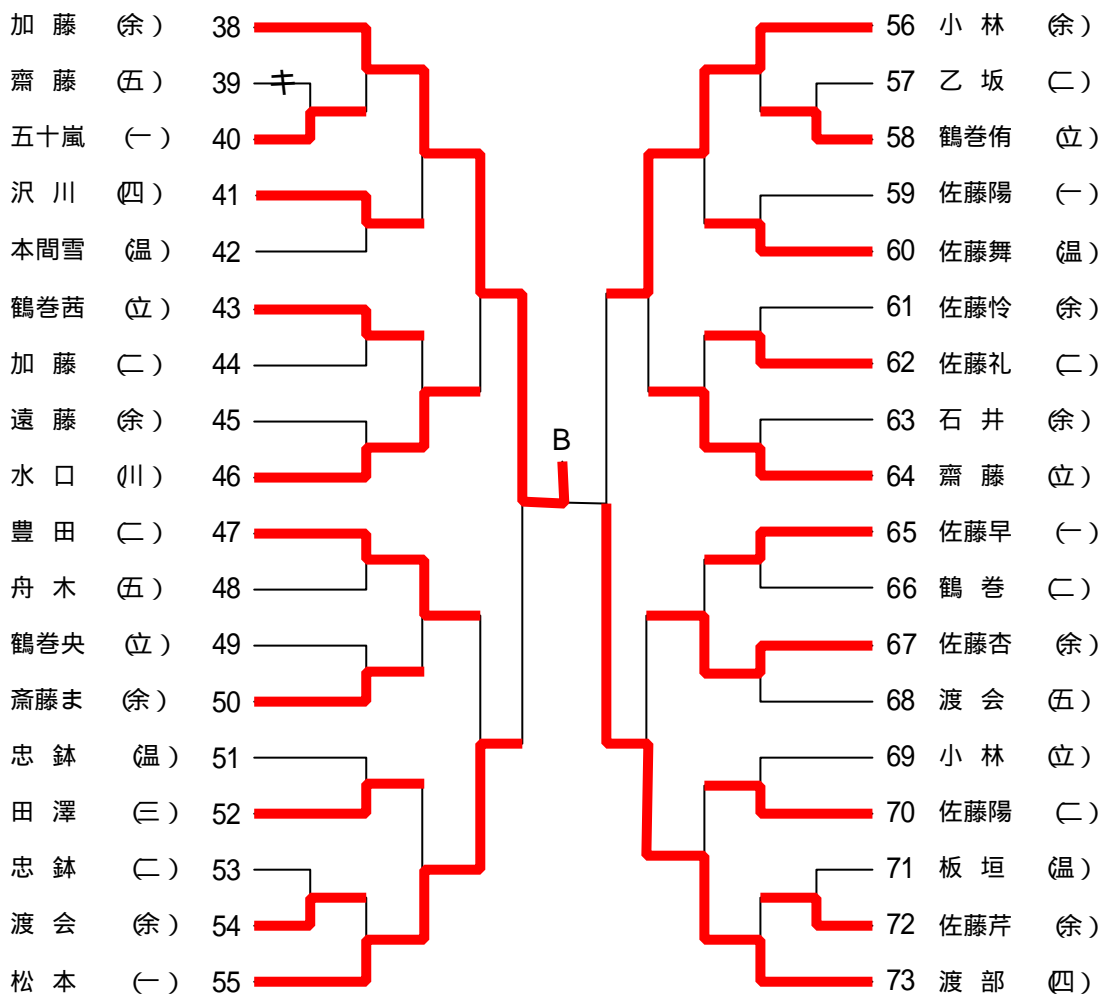 加 藤 (余) 38
齋 藤 (五) 39 キ
五十嵐 (一) 40
沢 川 (四) 41
本間雪 (温) 42
鶴巻茜 (立) 43
加 藤 (二) 44
遠 藤 (余) 45
水 口 (川) 46
豊 田 (二) 47
舟 木 (五) 48
鶴巻央 (立) 49
斎藤ま (余) 50
忠 鉢 (温) 51
田 澤 (三) 52
忠 鉢 (二) 53
渡 会 (余) 54
松 本 (一) 55
B
56 小 林 (余)
57 乙 坂 (二)
58 鶴巻侑 (立)
59 佐藤陽 (一)
60 佐藤舞 (温)
61 佐藤怜 (余)
62 佐藤礼 (二)
63 石 井 (余)
64 齋 藤 (立)
65 佐藤早 (一)
66 鶴 巻 (二)
67 佐藤杏 (余)
68 渡 会 (五)
69 小 林 (立)
70 佐藤陽 (二)
71 板 垣 (温)
72 佐藤芹 (余)
73 渡 部 (四)